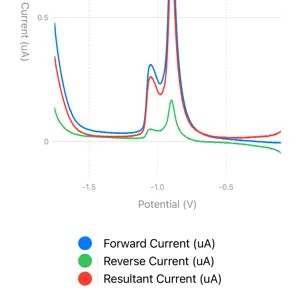 Current (uA)
0.5
0
-1.5
-1.0
-0.5
Potential (V)
Forward Current (uA)
Reverse Current (uA)
Resultant Current (uA)